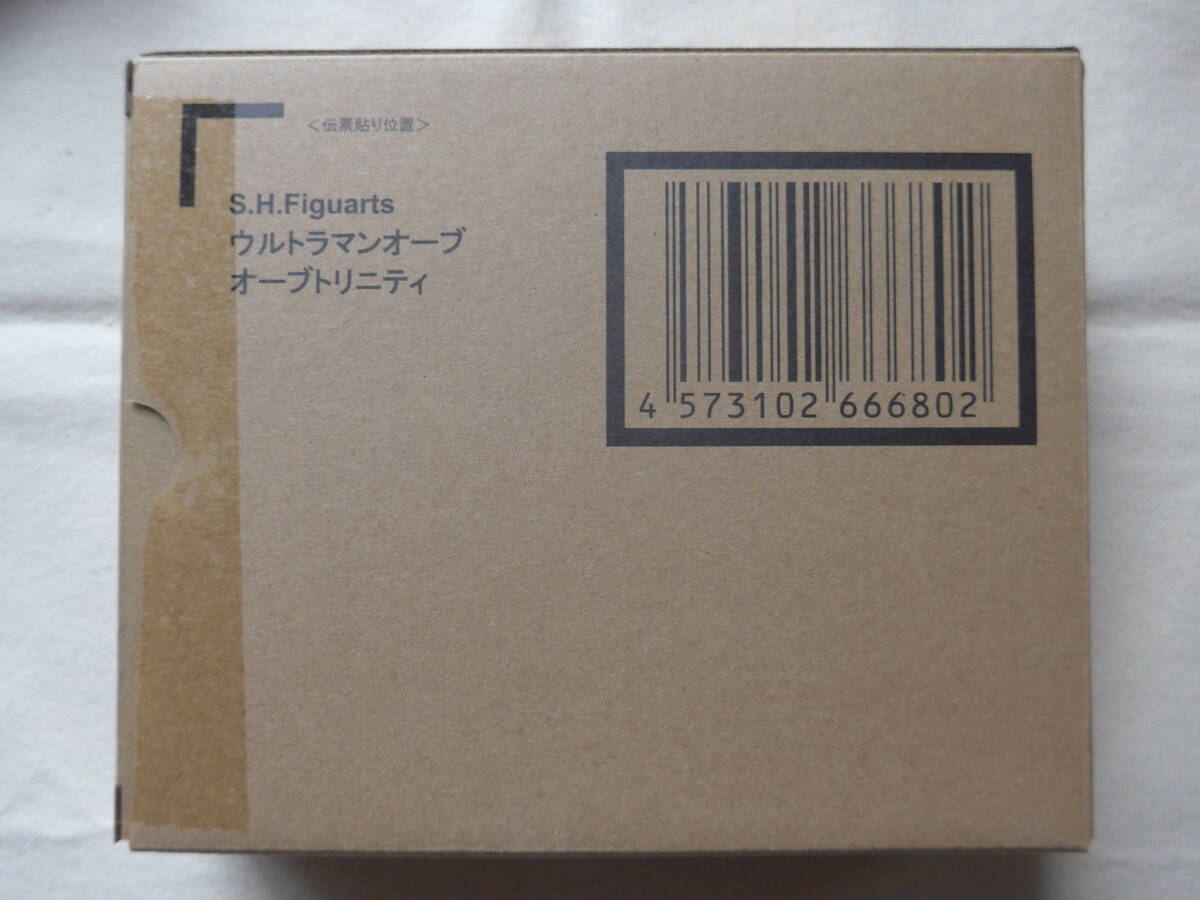 ＜伝票貼り位置＞
S.H.Figuarts
ウルトラマンオーブ
オーブトリニティ
4 573102 666802